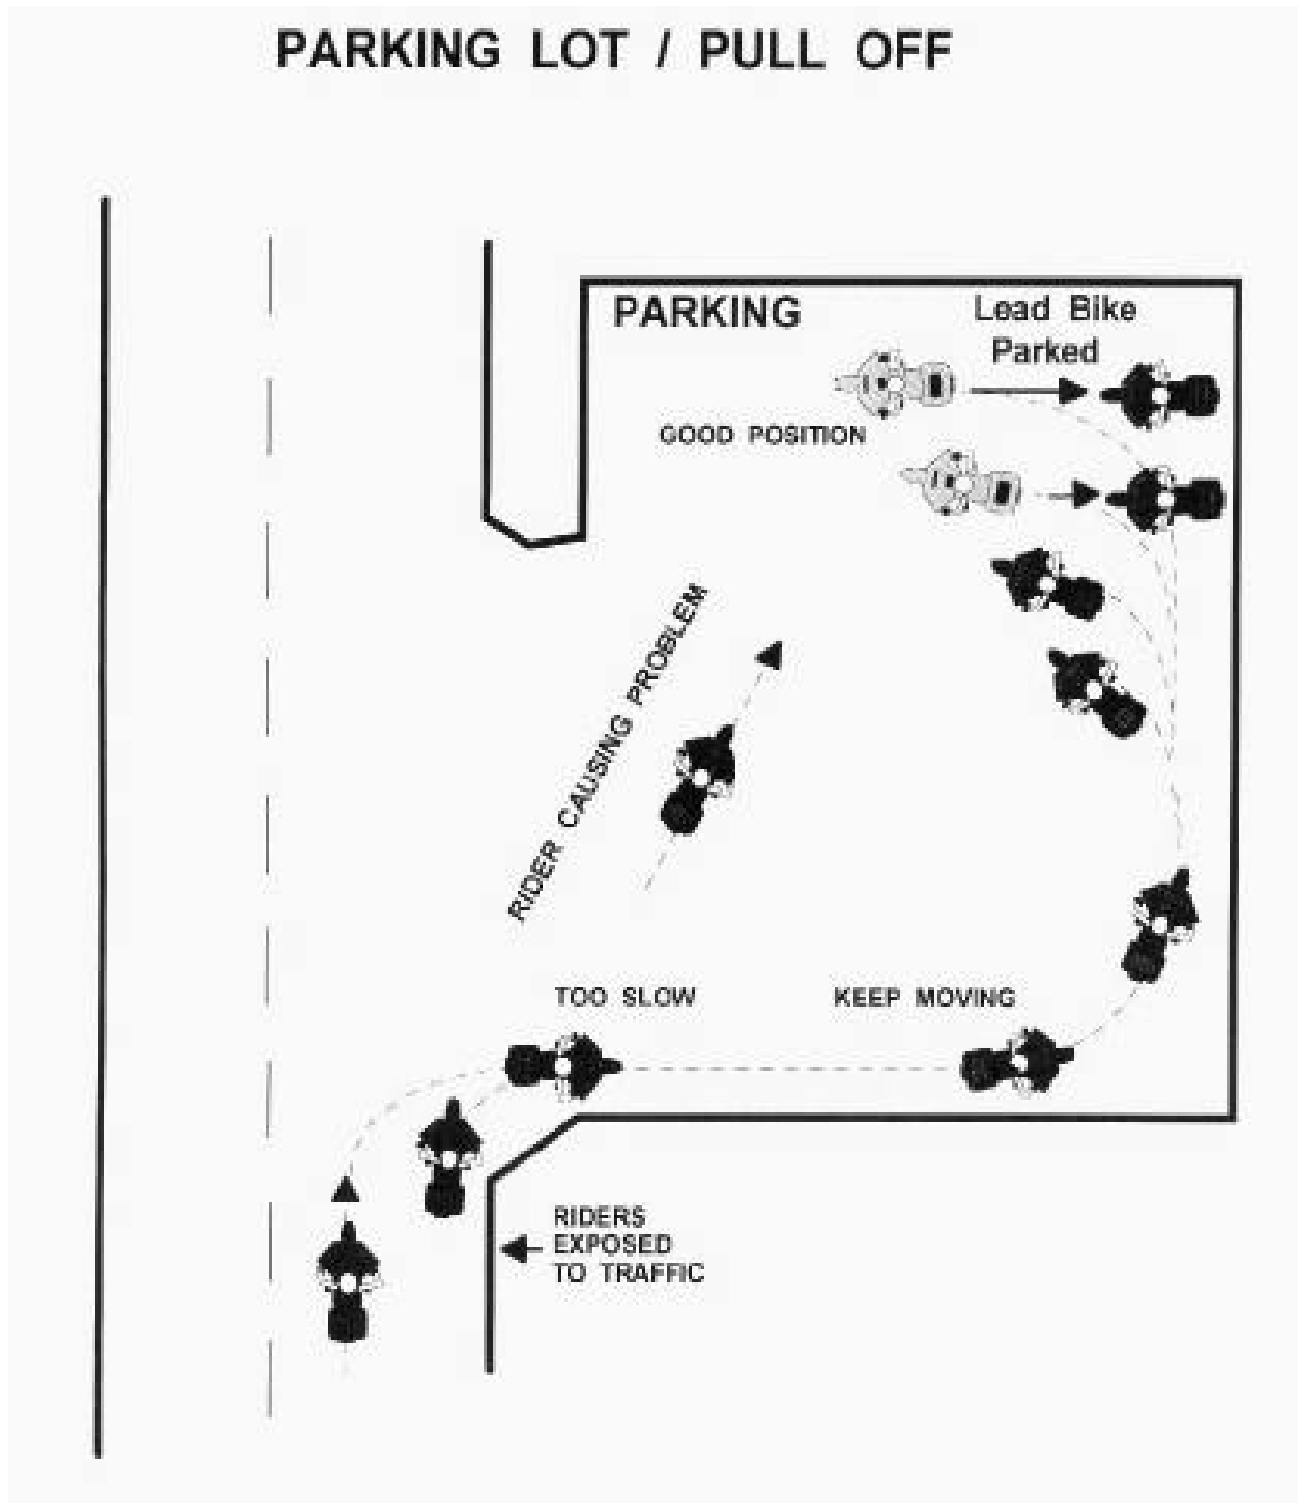 PARKING LOT / PULL OFF
PARKING
Lead Bike
Parked
GOOD POSITION
RIDER CAUSING PROBLEM
TOO SLOW
KEEP MOVING
RIDERS
EXPOSED
TO TRAFFIC